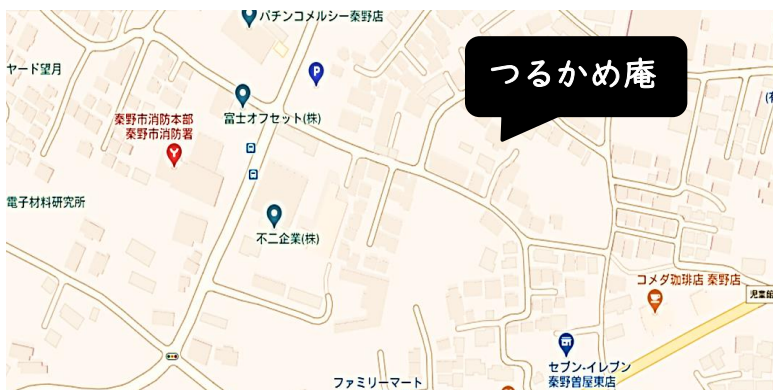 パチンコメルシー秦野店
つるかめ庵
ヤード望月
P
富士オフセット(株)
秦野市消防本部
秦野市消防署
電子材料研究所
不二企業(株)
コメダ珈琲店 秦野店
セブン-イレブン
秦野曽屋東店
ファミリーマート